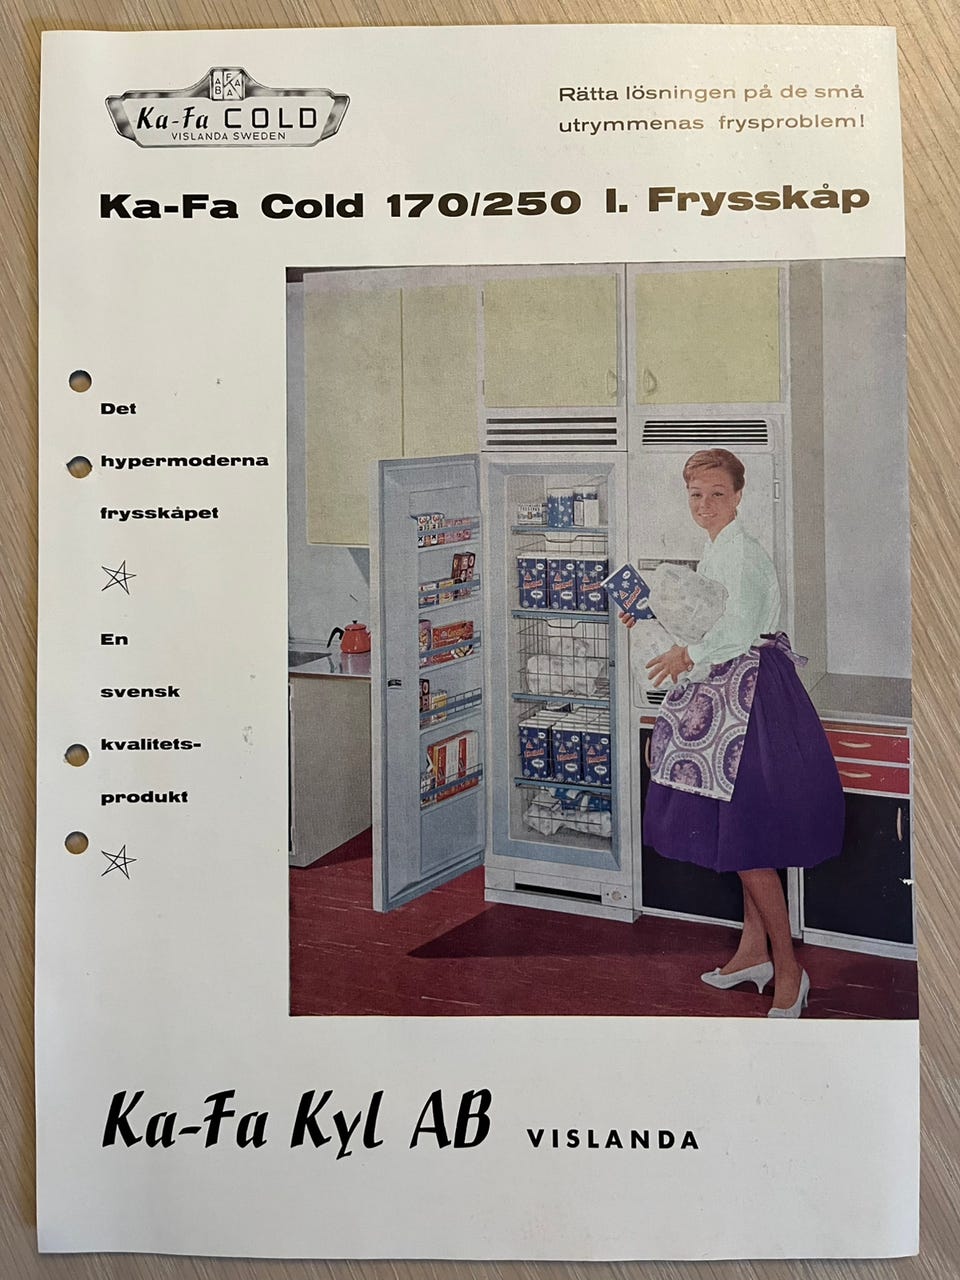 A F K A
B A
Ka-Fa COLD
VISLANDA SWEDEN
Rätta lösningen på de små
utrymmenas frysproblem!
Ka-Fa Cold 170/250 l. Frysskåp
Det
hypermoderna
frysskåpet
En
svensk
kvalitets-
produkt
Ka-Fa Kyl AB VISLANDA